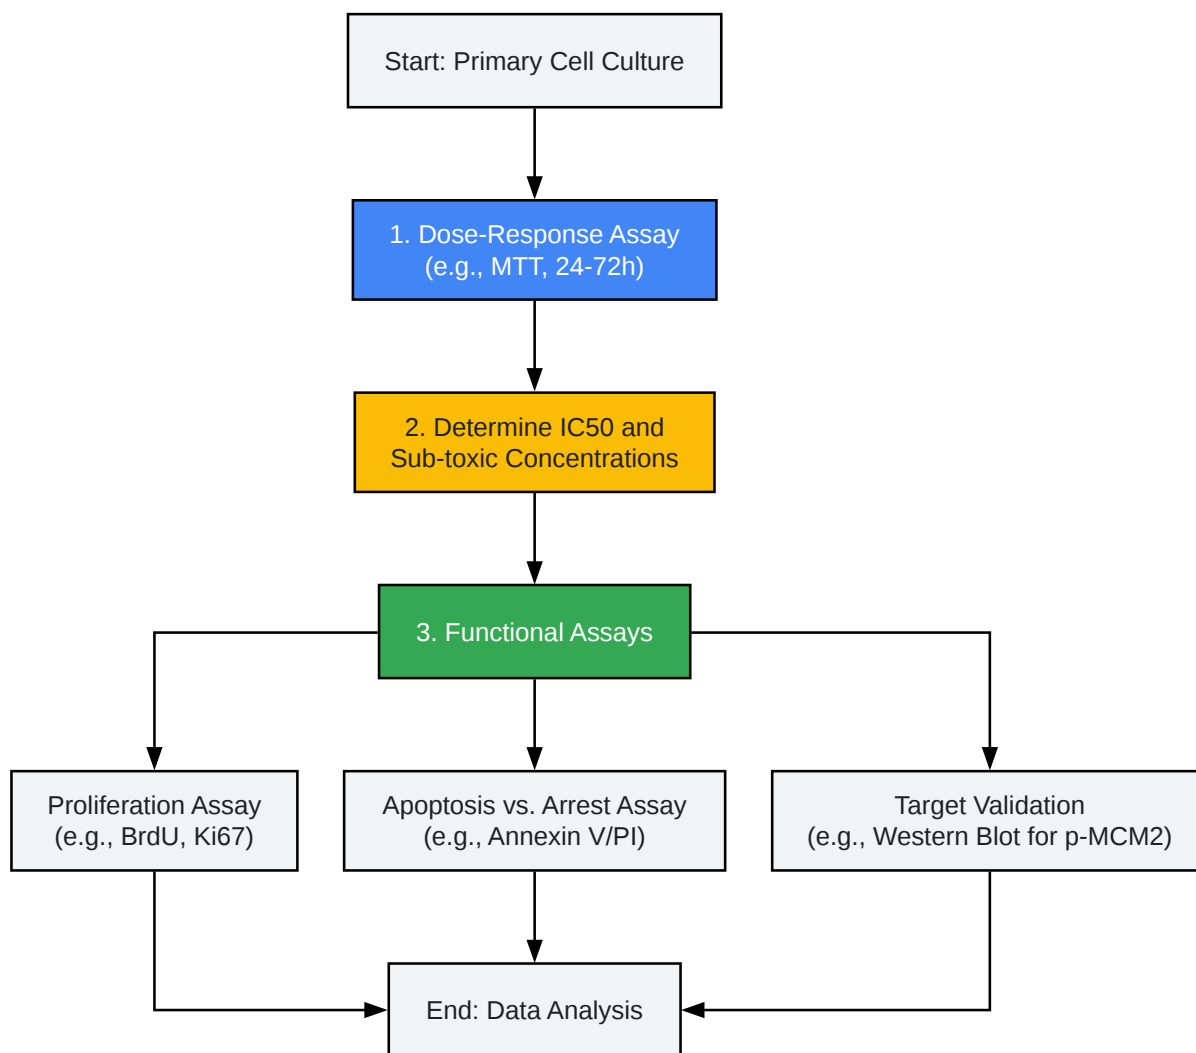 Start: Primary Cell Culture
1. Dose-Response Assay
(e.g., MTT, 24-72h)
2. Determine IC50 and
Sub-toxic Concentrations
3. Functional Assays
Proliferation Assay
(e.g., BrdU, Ki67)
Apoptosis vs. Arrest Assay
(e.g., Annexin V/PI)
Target Validation
(e.g., Western Blot for p-MCM2)
End: Data Analysis